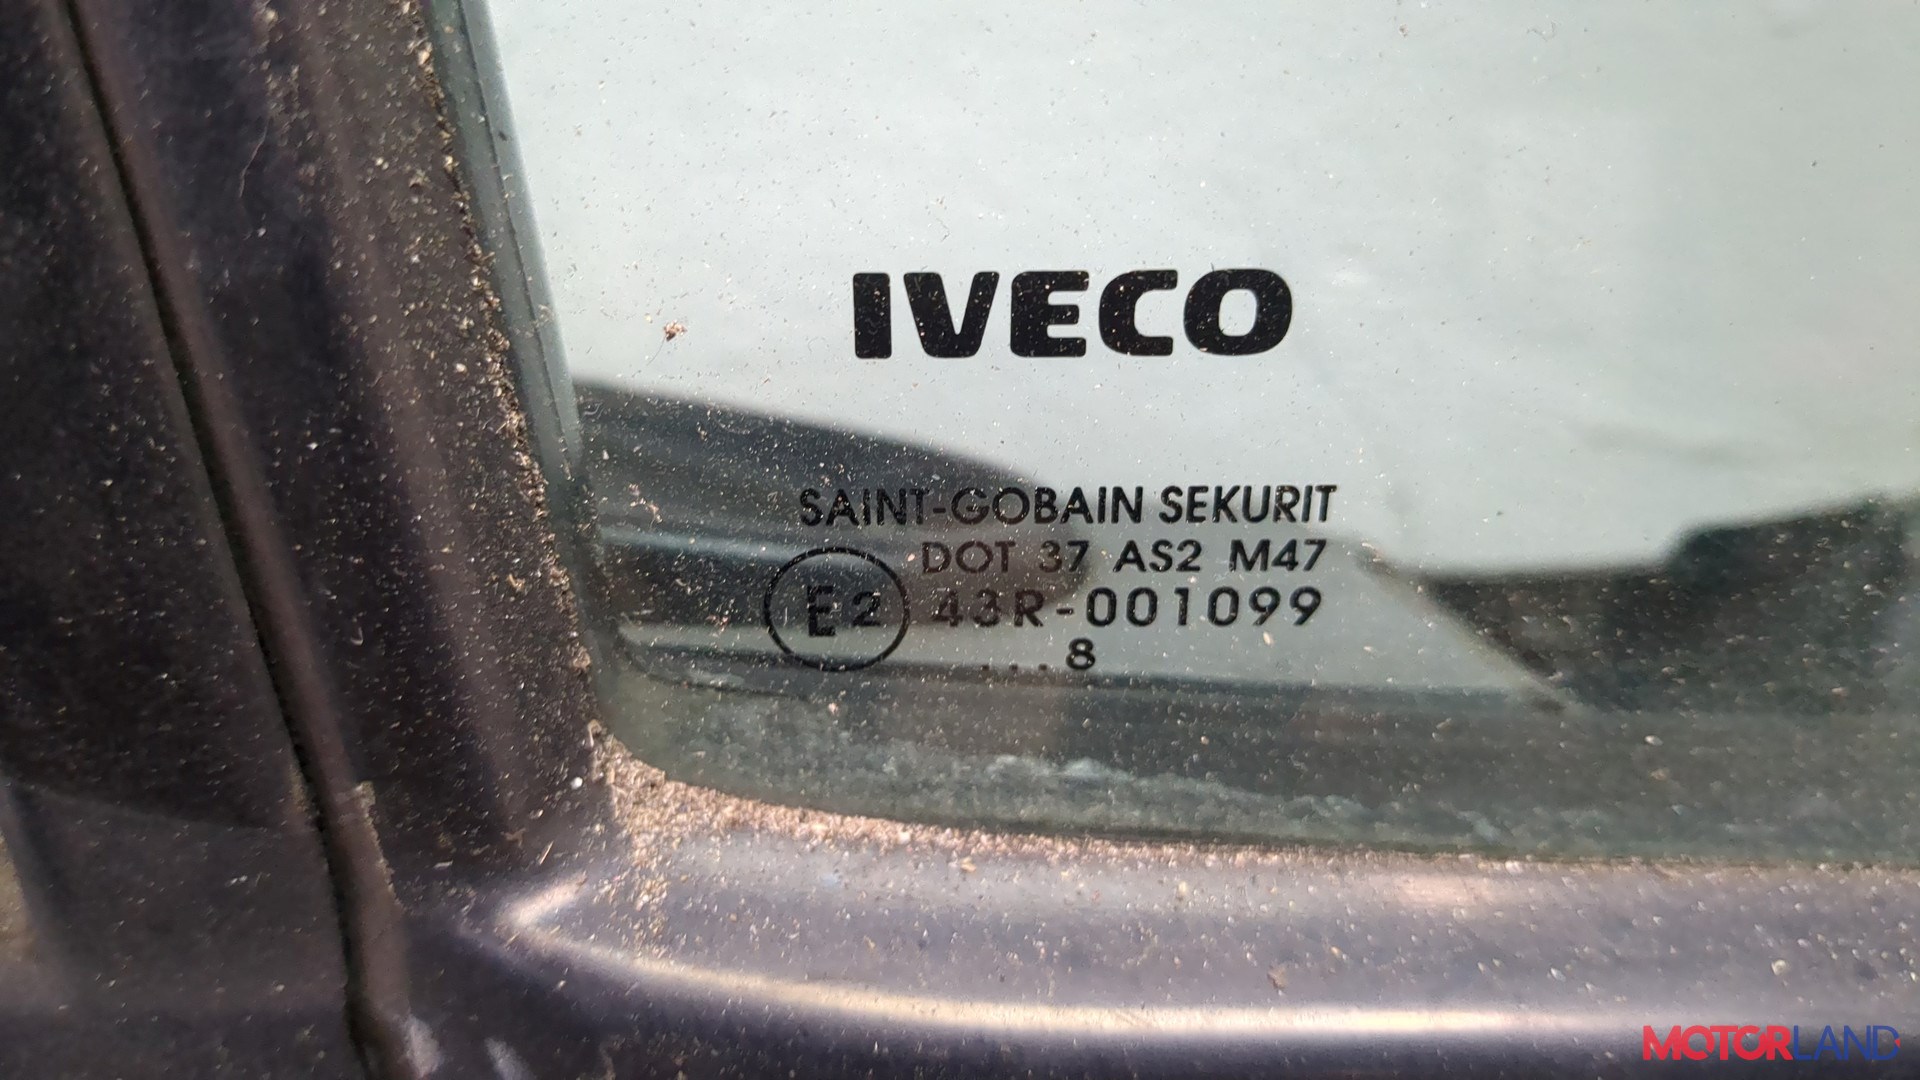 IVECO
SAINT-GOBAIN SEKURIT
DOT 37 AS2 M47
E2 43R-001099
...8
MOTORLAND